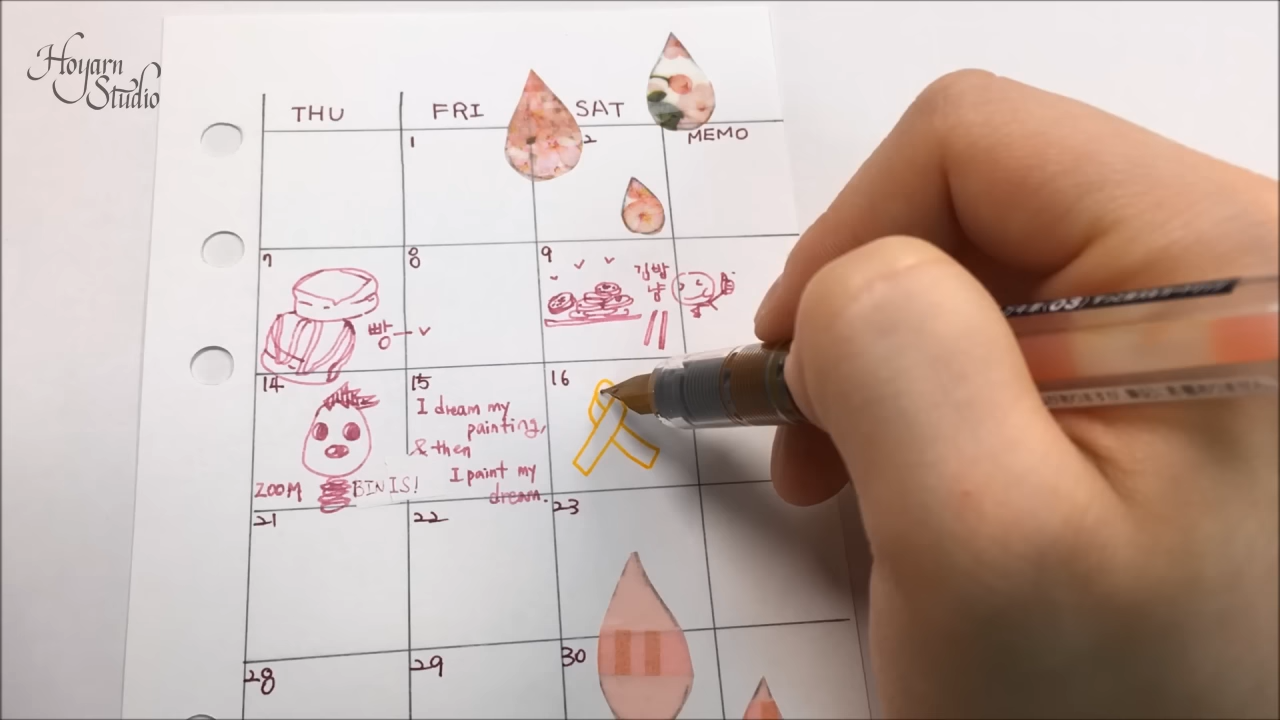 Hoyarn
Studio
THU
FRI
SAT
MEMO
1
2
7
8
9
빵
김밥
냠
14
15
16
ZOOM
BINIS!
I dream my
painting,
& then
I paint my
dream.
21
22
23
28
29
30